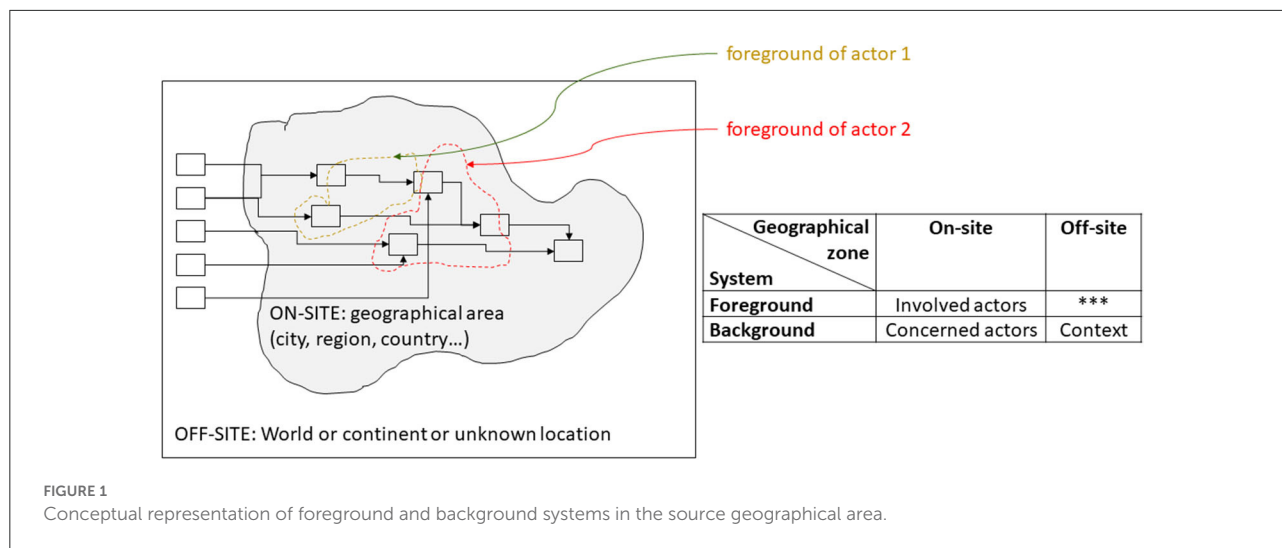 foreground of actor 1
foreground of actor 2
ON-SITE: geographical area
(city, region, country...)
OFF-SITE: World or continent or unknown location
Geographical zone On-site Off-site
System
Foreground Involved actors ***
Background Concerned actors Context
FIGURE 1
Conceptual representation of foreground and background systems in the source geographical area.